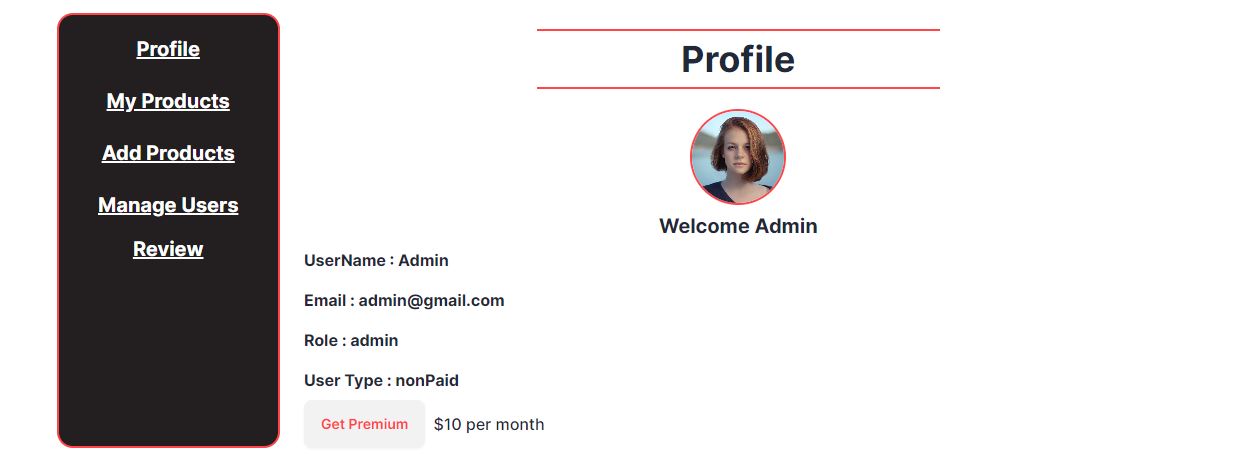 Profile
My Products
Add Products
Manage Users
Review
Profile
Welcome Admin
UserName : Admin
Email : admin@gmail.com
Role : admin
User Type : nonPaid
Get Premium $10 per month